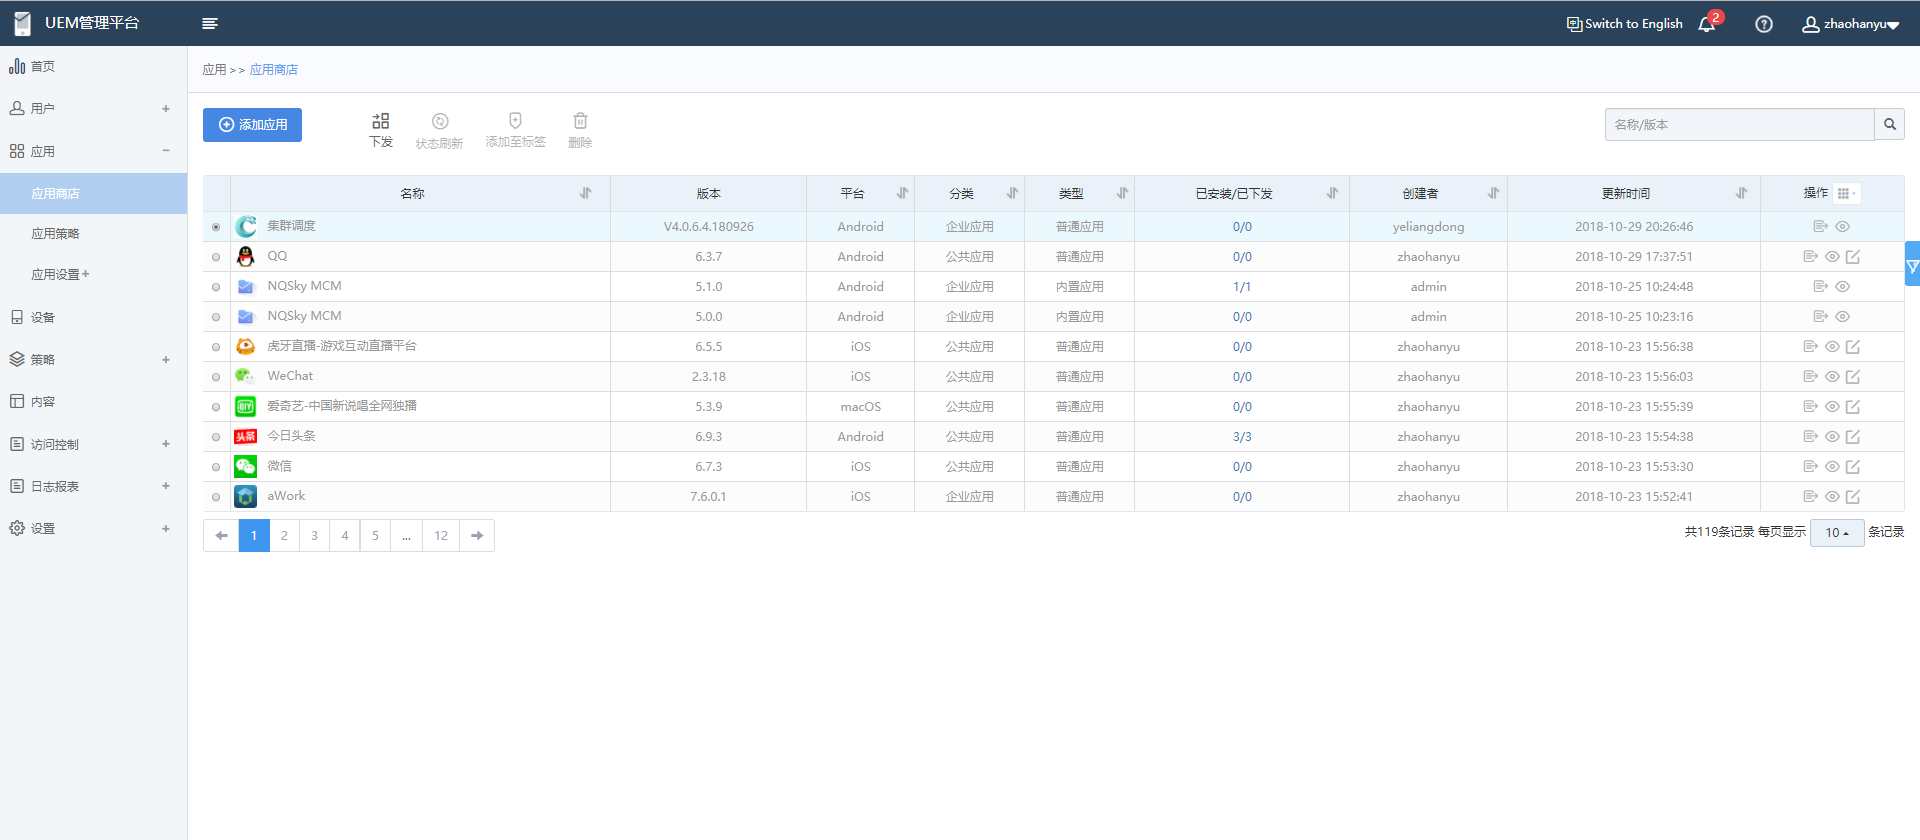 UEM管理平台
Switch to English
2
zhaohanyu
首页
用户 +
应用 −
应用商店
应用策略
应用设置+
设备
策略 +
内容
访问控制 +
日志报表 +
设置 +
应用 >> 应用商店
添加应用
下发
状态刷新
添加至标签
删除
名称/版本
名称 版本 平台 分类 类型 已安装/已下发 创建者 更新时间 操作
集群调度 V4.0.6.4.180926 Android 企业应用 普通应用 0/0 yeliangdong 2018-10-29 20:26:46
QQ 6.3.7 Android 公共应用 普通应用 0/0 zhaohanyu 2018-10-29 17:37:51
NQSky MCM 5.1.0 Android 企业应用 内置应用 1/1 admin 2018-10-25 10:24:48
NQSky MCM 5.0.0 Android 企业应用 内置应用 0/0 admin 2018-10-25 10:23:16
虎牙直播-游戏互动直播平台 6.5.5 iOS 公共应用 普通应用 0/0 zhaohanyu 2018-10-23 15:56:38
WeChat 2.3.18 iOS 公共应用 普通应用 0/0 zhaohanyu 2018-10-23 15:56:03
爱奇艺-中国新说唱全网独播 5.3.9 macOS 公共应用 普通应用 0/0 zhaohanyu 2018-10-23 15:55:39
头条 今日头条 6.9.3 Android 公共应用 普通应用 3/3 zhaohanyu 2018-10-23 15:54:38
微信 6.7.3 iOS 公共应用 普通应用 0/0 zhaohanyu 2018-10-23 15:53:30
aWork 7.6.0.1 iOS 企业应用 普通应用 0/0 zhaohanyu 2018-10-23 15:52:41
1 2 3 4 5 ... 12
共119条记录 每页显示 10 条记录